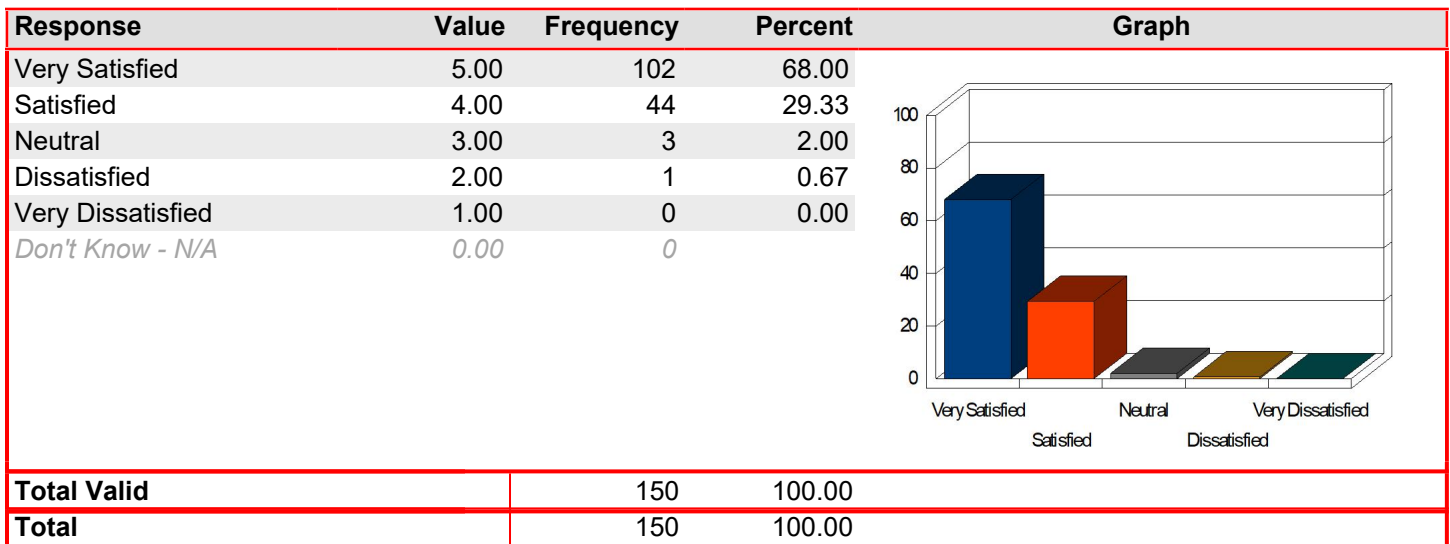 Response Value Frequency Percent Graph
Very Satisfied 5.00 102 68.00
Satisfied 4.00 44 29.33
Neutral 3.00 3 2.00
Dissatisfied 2.00 1 0.67
Very Dissatisfied 1.00 0 0.00
Don't Know - N/A 0.00 0
100
80
60
40
20
0
Very Satisfied Neutral Very Dissatisfied
Satisfied Dissatisfied
Total Valid 150 100.00
Total 150 100.00